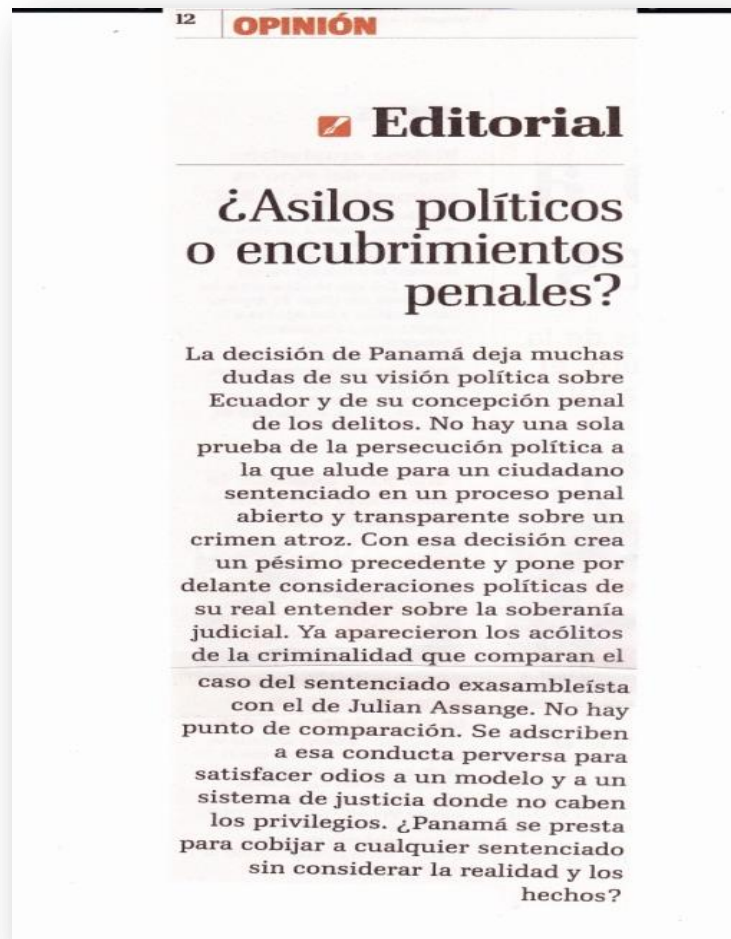 12
OPINIÓN
Editorial
¿Asilos políticos
o encubrimientos
penales?
La decisión de Panamá deja muchas
dudas de su visión política sobre
Ecuador y de su concepción penal
de los delitos. No hay una sola
prueba de la persecución política a
la que alude para un ciudadano
sentenciado en un proceso penal
abierto y transparente sobre un
crimen atroz. Con esa decisión crea
un pésimo precedente y pone por
delante consideraciones políticas de
su real entender sobre la soberanía
judicial. Ya aparecieron los acólitos
de la criminalidad que comparan el
caso del sentenciado exasambleísta
con el de Julian Assange. No hay
punto de comparación. Se adscriben
a esa conducta perversa para
satisfacer odios a un modelo y a un
sistema de justicia donde no caben
los privilegios. ¿Panamá se presta
para cobijar a cualquier sentenciado
sin considerar la realidad y los
hechos?